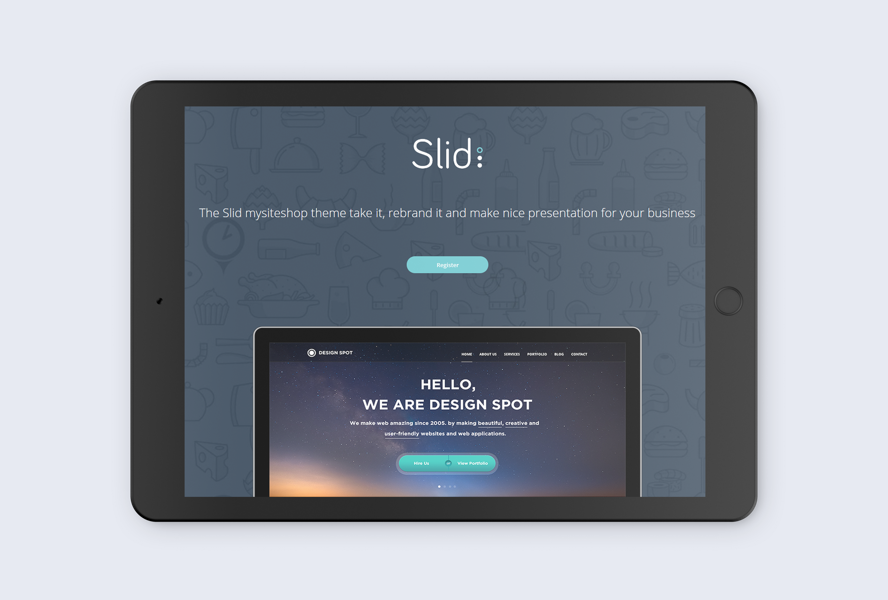 Slid
The Slid mysiteshop theme take it, rebrand it and make nice presentation for your business
Register
DESIGN SPOT
HOME ABOUT US SERVICES PORTFOLIO BLOG CONTACT
HELLO,
WE ARE DESIGN SPOT
We make web amazing since 2005. by making beautiful, creative and
user-friendly websites and web applications.
Hire Us or View Portfolio